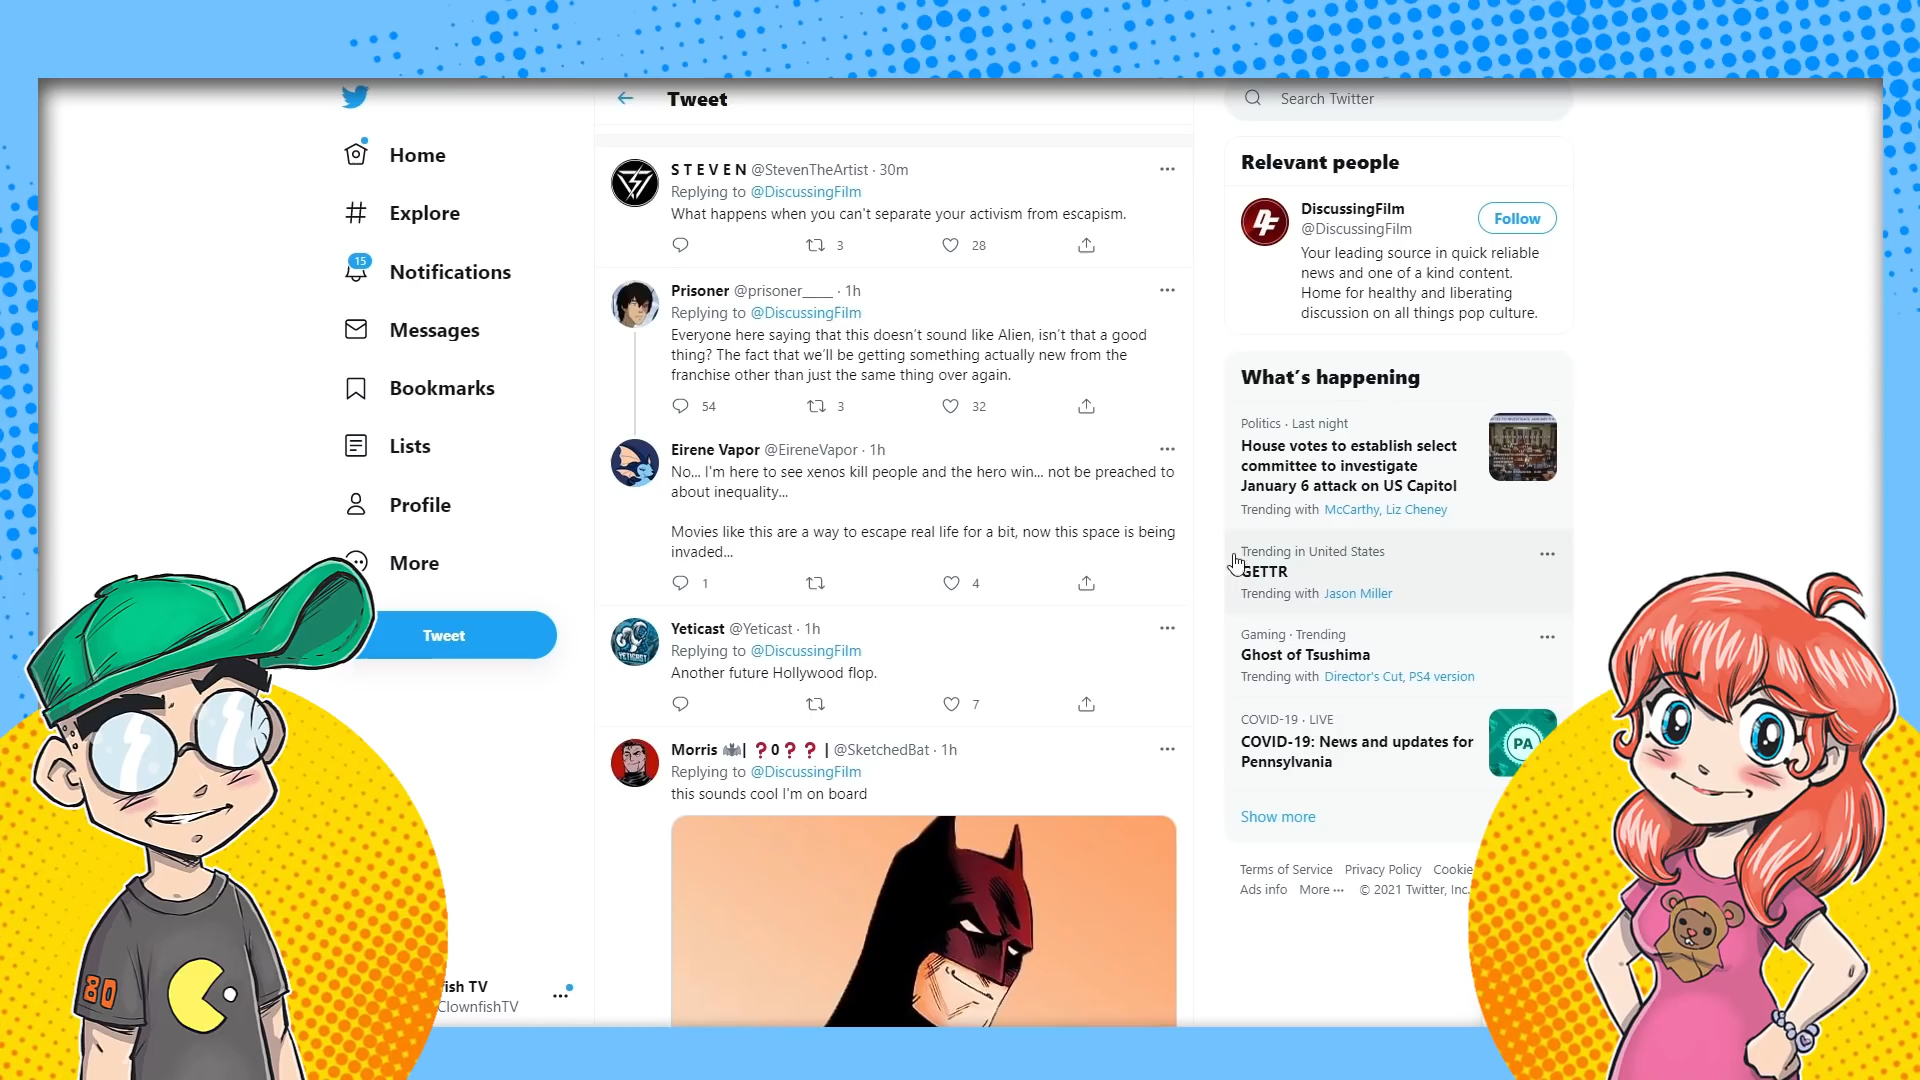 Home
Explore
15
Notifications
Messages
Bookmarks
Lists
Profile
More
Tweet
fish TV
ClownfishTV
80
Tweet
S T E V E N @StevenTheArtist · 30m
Replying to @DiscussingFilm
What happens when you can't separate your activism from escapism.
3 28
Prisoner @prisoner____ · 1h
Replying to @DiscussingFilm
Everyone here saying that this doesn't sound like Alien, isn't that a good
thing? The fact that we'll be getting something actually new from the
franchise other than just the same thing over again.
54 3 32
Eirene Vapor @EireneVapor · 1h
No... I'm here to see xenos kill people and the hero win... not be preached to
about inequality...
Movies like this are a way to escape real life for a bit, now this space is being
invaded...
1 4
Yeticast @Yeticast · 1h
Replying to @DiscussingFilm
Another future Hollywood flop.
7
Morris 🦇| ❓0❓❓ | @SketchedBat · 1h
Replying to @DiscussingFilm
this sounds cool I'm on board
Search Twitter
Relevant people
DiscussingFilm
@DiscussingFilm
Follow
Your leading source in quick reliable
news and one of a kind content.
Home for healthy and liberating
discussion on all things pop culture.
What's happening
Politics · Last night
House votes to establish select
committee to investigate
January 6 attack on US Capitol
Trending with McCarthy, Liz Cheney
Trending in United States
GETTR
Trending with Jason Miller
Gaming · Trending
Ghost of Tsushima
Trending with Director's Cut, PS4 version
COVID-19 · LIVE
COVID-19: News and updates for
Pennsylvania
PA
Show more
Terms of Service Privacy Policy Cookie
Ads info More ··· © 2021 Twitter, Inc.